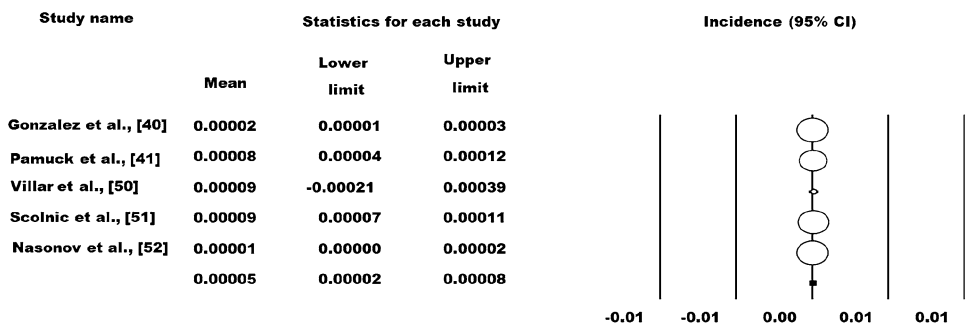 Study name Statistics for each study Incidence (95% CI)
Mean Lower limit Upper limit
Gonzalez et al., [40] 0.00002 0.00001 0.00003
Pamuck et al., [41] 0.00008 0.00004 0.00012
Villar et al., [50] 0.00009 -0.00021 0.00039
Scolnic et al., [51] 0.00009 0.00007 0.00011
Nasonov et al., [52] 0.00001 0.00000 0.00002
0.00005 0.00002 0.00008
-0.01 -0.01 0.00 0.01 0.01